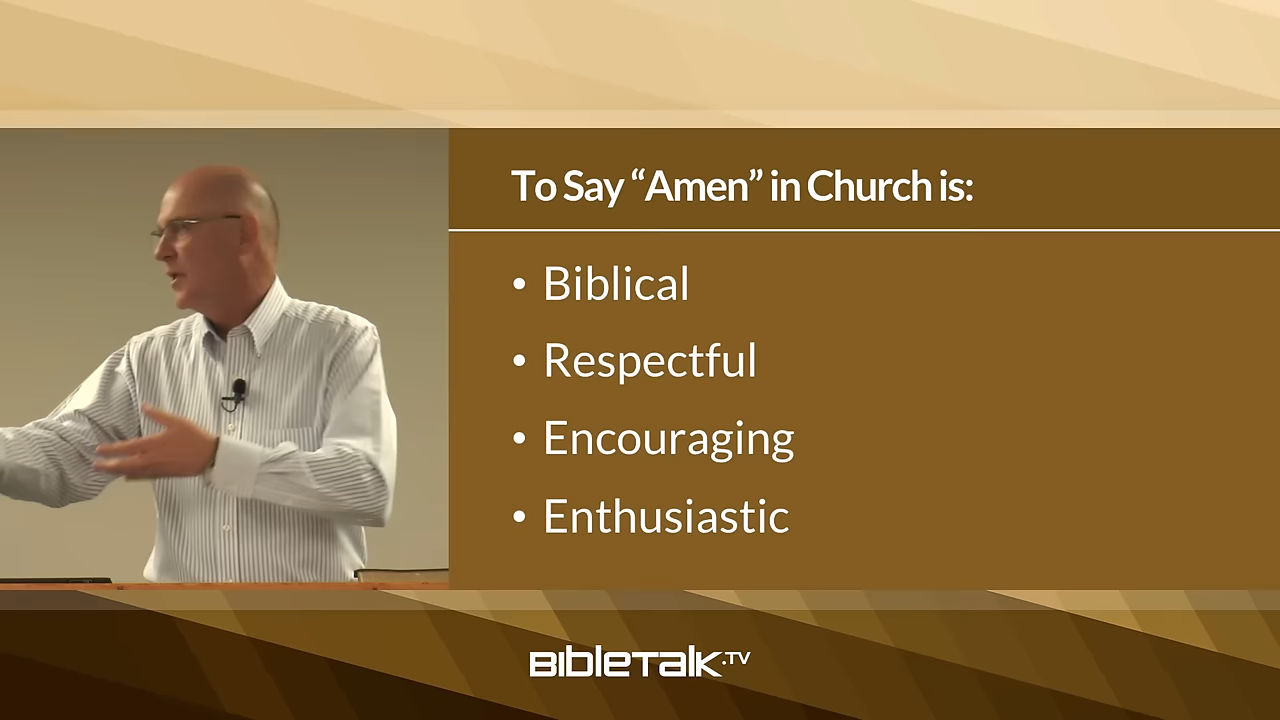 To Say “Amen” in Church is:
• Biblical
• Respectful
• Encouraging
• Enthusiastic
BIBLETALK.TV